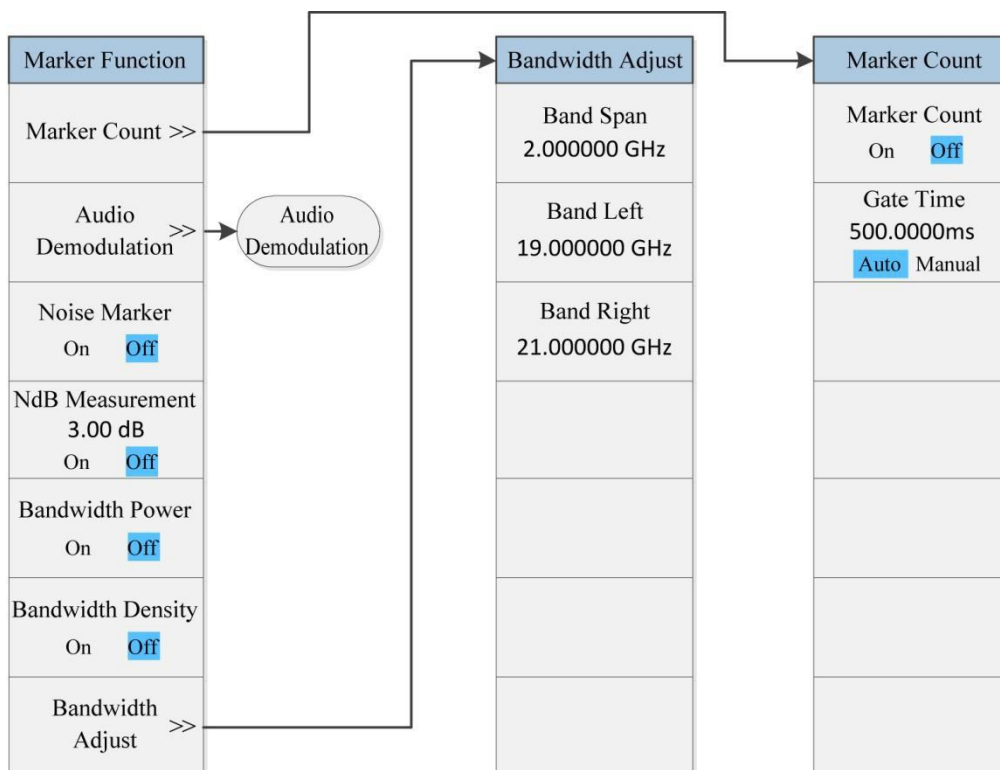 Marker Function
Marker Count >>
Audio
Demodulation >>
Noise Marker
On Off
NdB Measurement
3.00 dB
On Off
Bandwidth Power
On Off
Bandwidth Density
On Off
Bandwidth
Adjust >>
Audio
Demodulation
Bandwidth Adjust
Band Span
2.000000 GHz
Band Left
19.000000 GHz
Band Right
21.000000 GHz
Marker Count
Marker Count
On Off
Gate Time
500.0000ms
Auto Manual